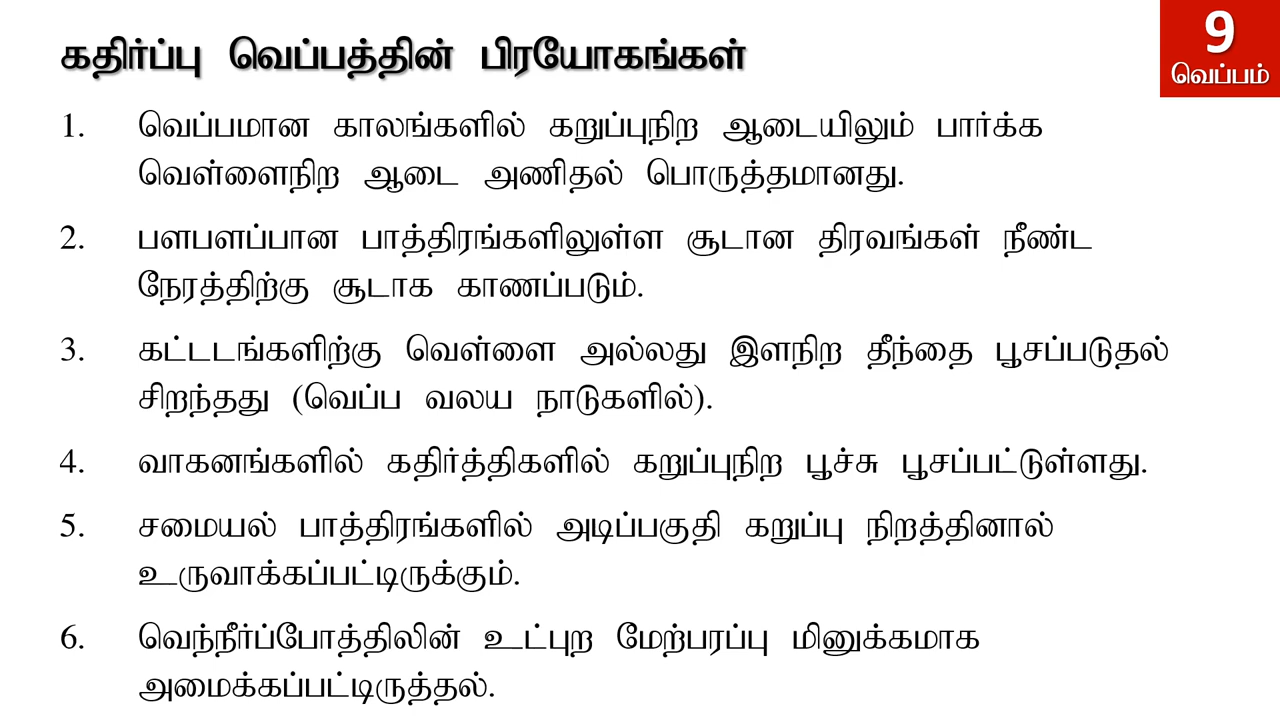 கதிர்ப்பு வெப்பத்தின் பிரயோகங்கள்
9
வெப்பம்
1. வெப்பமான காலங்களில் கறுப்புநிற ஆடையிலும் பார்க்க
வெள்ளைநிற ஆடை அணிதல் பொருத்தமானது.
2. பளபளப்பான பாத்திரங்களிலுள்ள சூடான திரவங்கள் நீண்ட
நேரத்திற்கு சூடாக காணப்படும்.
3. கட்டடங்களிற்கு வெள்ளை அல்லது இளநிற தீந்தை பூசப்படுதல்
சிறந்தது (வெப்ப வலய நாடுகளில்).
4. வாகனங்களில் கதிர்த்திகளில் கறுப்புநிற பூச்சு பூசப்பட்டுள்ளது.
5. சமையல் பாத்திரங்களில் அடிப்பகுதி கறுப்பு நிறத்தினால்
உருவாக்கப்பட்டிருக்கும்.
6. வெந்நீர்ப்போத்திலின் உட்புற மேற்பரப்பு மினுக்கமாக
அமைக்கப்பட்டிருத்தல்.